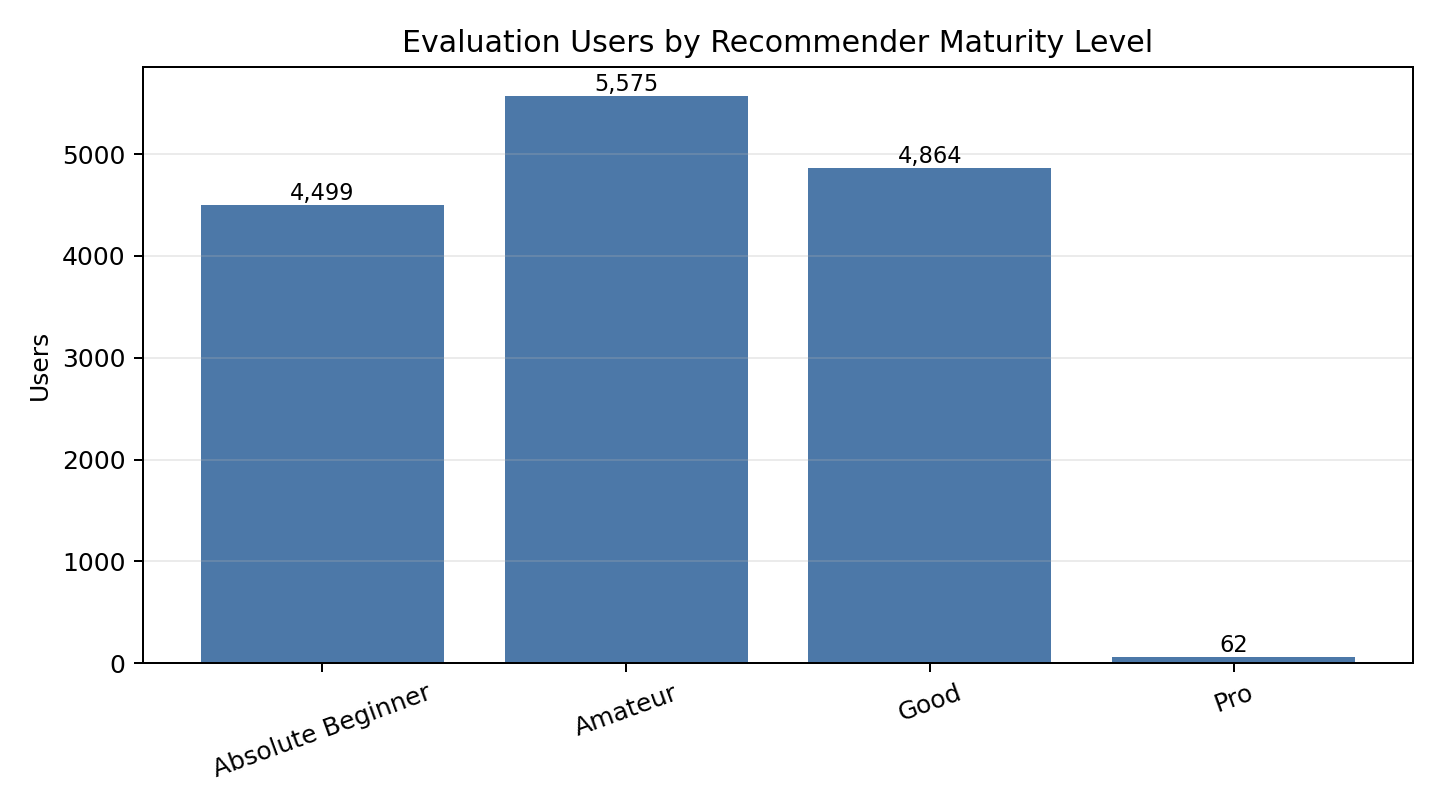 Evaluation Users by Recommender Maturity Level
5,575
4,864
4,499
62
5000
4000
3000
2000
1000
0
Users
Absolute Beginner
Amateur
Good
Pro